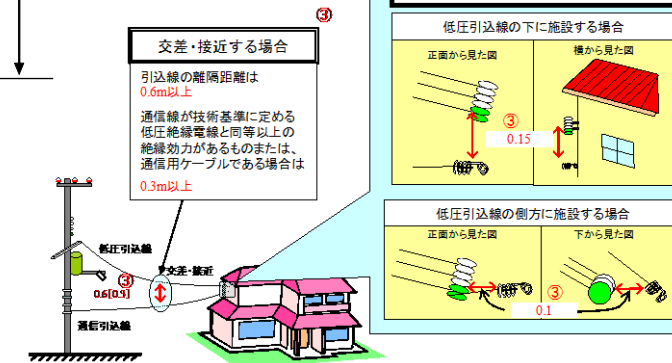 ③
交差・接近する場合
引込線の離隔距離は
0.6m以上
通信線が技術基準に定める
低圧絶縁電線と同等以上の
絶縁効力があるものまたは、
通信用ケーブルである場合は
0.3m以上
低圧引込線
③
交差・接近
0.6[0.3]
通信引込線
低圧引込線の下に施設する場合
正面から見た図
横から見た図
③
0.15
低圧引込線の側方に施設する場合
正面から見た図
下から見た図
③
0.1